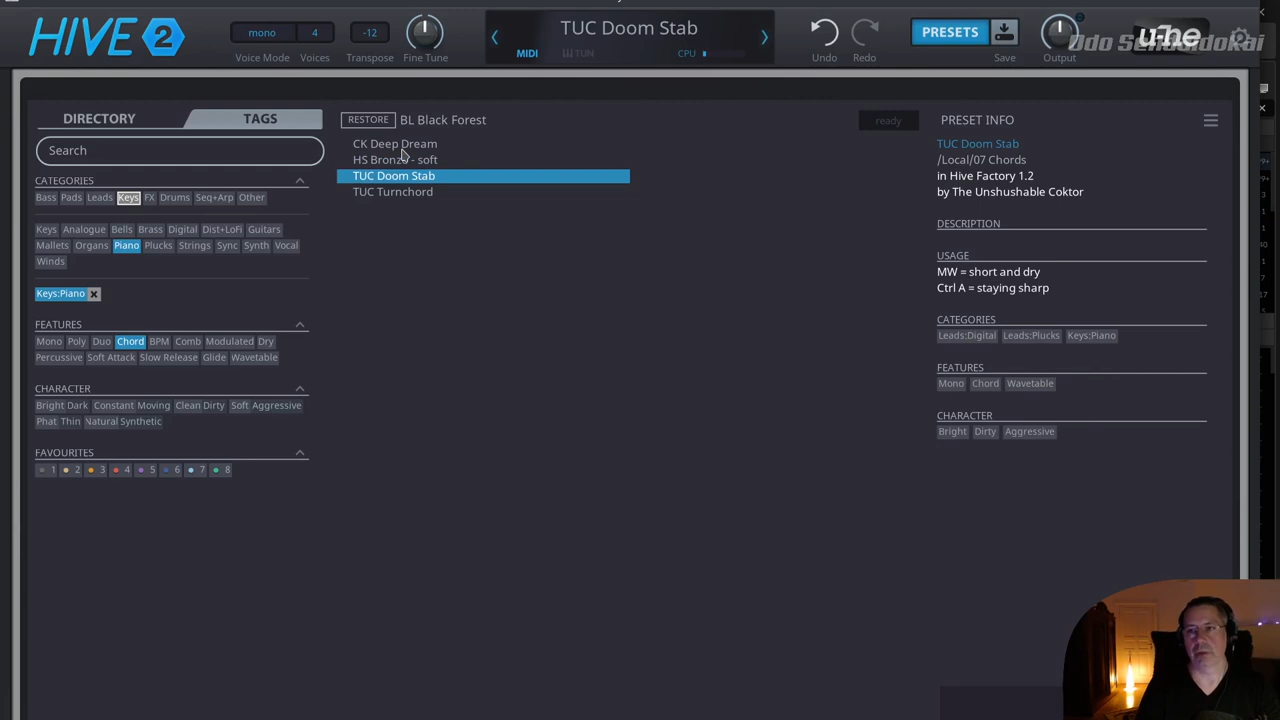 HIVE 2
mono 4 -12
Voice Mode Voices Transpose Fine Tune
TUC Doom Stab
MIDI TUN CPU
Undo Redo
PRESETS
Save
Output
u-he
Odo Sendaidokai
DIRECTORY TAGS
Search
CATEGORIES
Bass Pads Leads Keys FX Drums Seq+Arp Other
Keys Analogue Bells Brass Digital Dist+LoFi Guitars
Mallets Organs Piano Plucks Strings Sync Synth Vocal
Winds
Keys:Piano
FEATURES
Mono Poly Duo Chord BPM Comb Modulated Dry
Percussive Soft Attack Slow Release Glide Wavetable
CHARACTER
Bright Dark Constant Moving Clean Dirty Soft Aggressive
Phat Thin Natural Synthetic
FAVOURITES
1 2 3 4 5 6 7 8
RESTORE BL Black Forest
ready
CK Deep Dream
HS Bronze - soft
TUC Doom Stab
TUC Turnchord
PRESET INFO
TUC Doom Stab
/Local/07 Chords
in Hive Factory 1.2
by The Unshushable Coktor
DESCRIPTION
USAGE
MW = short and dry
Ctrl A = staying sharp
CATEGORIES
Leads:Digital Leads:Plucks Keys:Piano
FEATURES
Mono Chord Wavetable
CHARACTER
Bright Dirty Aggressive